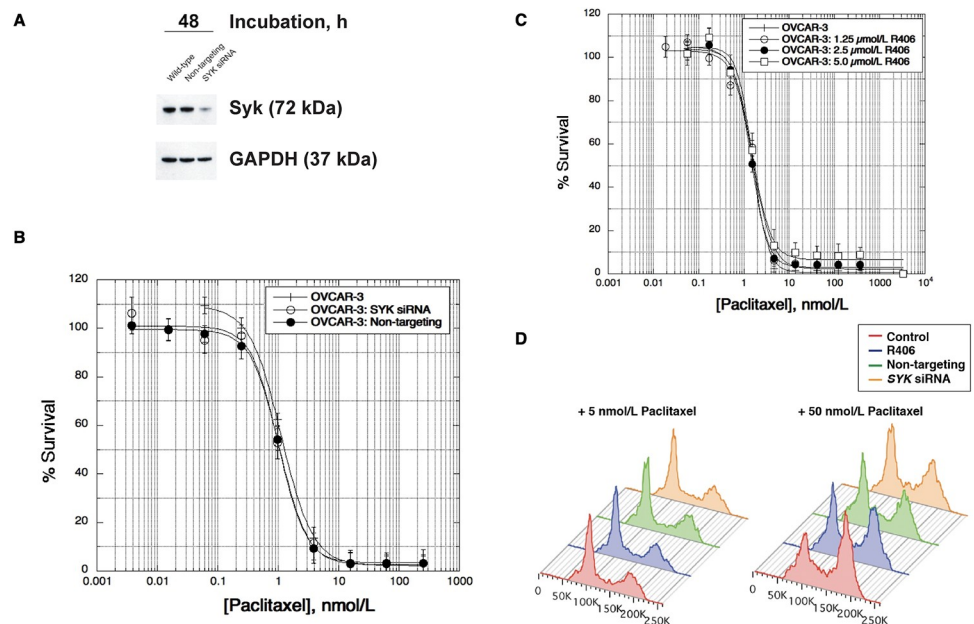 A
48 Incubation, h
Wild-type
Non-targeting
SYK siRNA
Syk (72 kDa)
GAPDH (37 kDa)
B
120
100
80
60
40
20
0
% Survival
0.001 0.01 0.1 1 10 100 1000
[Paclitaxel], nmol/L
OVCAR-3
OVCAR-3: SYK siRNA
OVCAR-3: Non-targeting
C
120
100
80
60
40
20
0
% Survival
0.001 0.01 0.1 1 10 100 1000 10⁴
[Paclitaxel], nmol/L
OVCAR-3
OVCAR-3: 1.25 µmol/L R406
OVCAR-3: 2.5 µmol/L R406
OVCAR-3: 5.0 µmol/L R406
D
Control
R406
Non-targeting
SYK siRNA
+ 5 nmol/L Paclitaxel
+ 50 nmol/L Paclitaxel
0 50K 100K 150K 200K 250K
0 50K 100K 150K 200K 250K